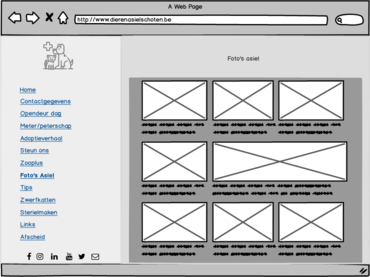 A Web Page
http://www.dierenasielschoten.be
Foto's asiel
Home
Contactgegevens
Opendeur dag
Meter/peterschap
Adoptieverhaal
Steun ons
Zooplus
Foto's Asiel
Tips
Zwerfkatten
Sterielmaken
Links
Afscheid